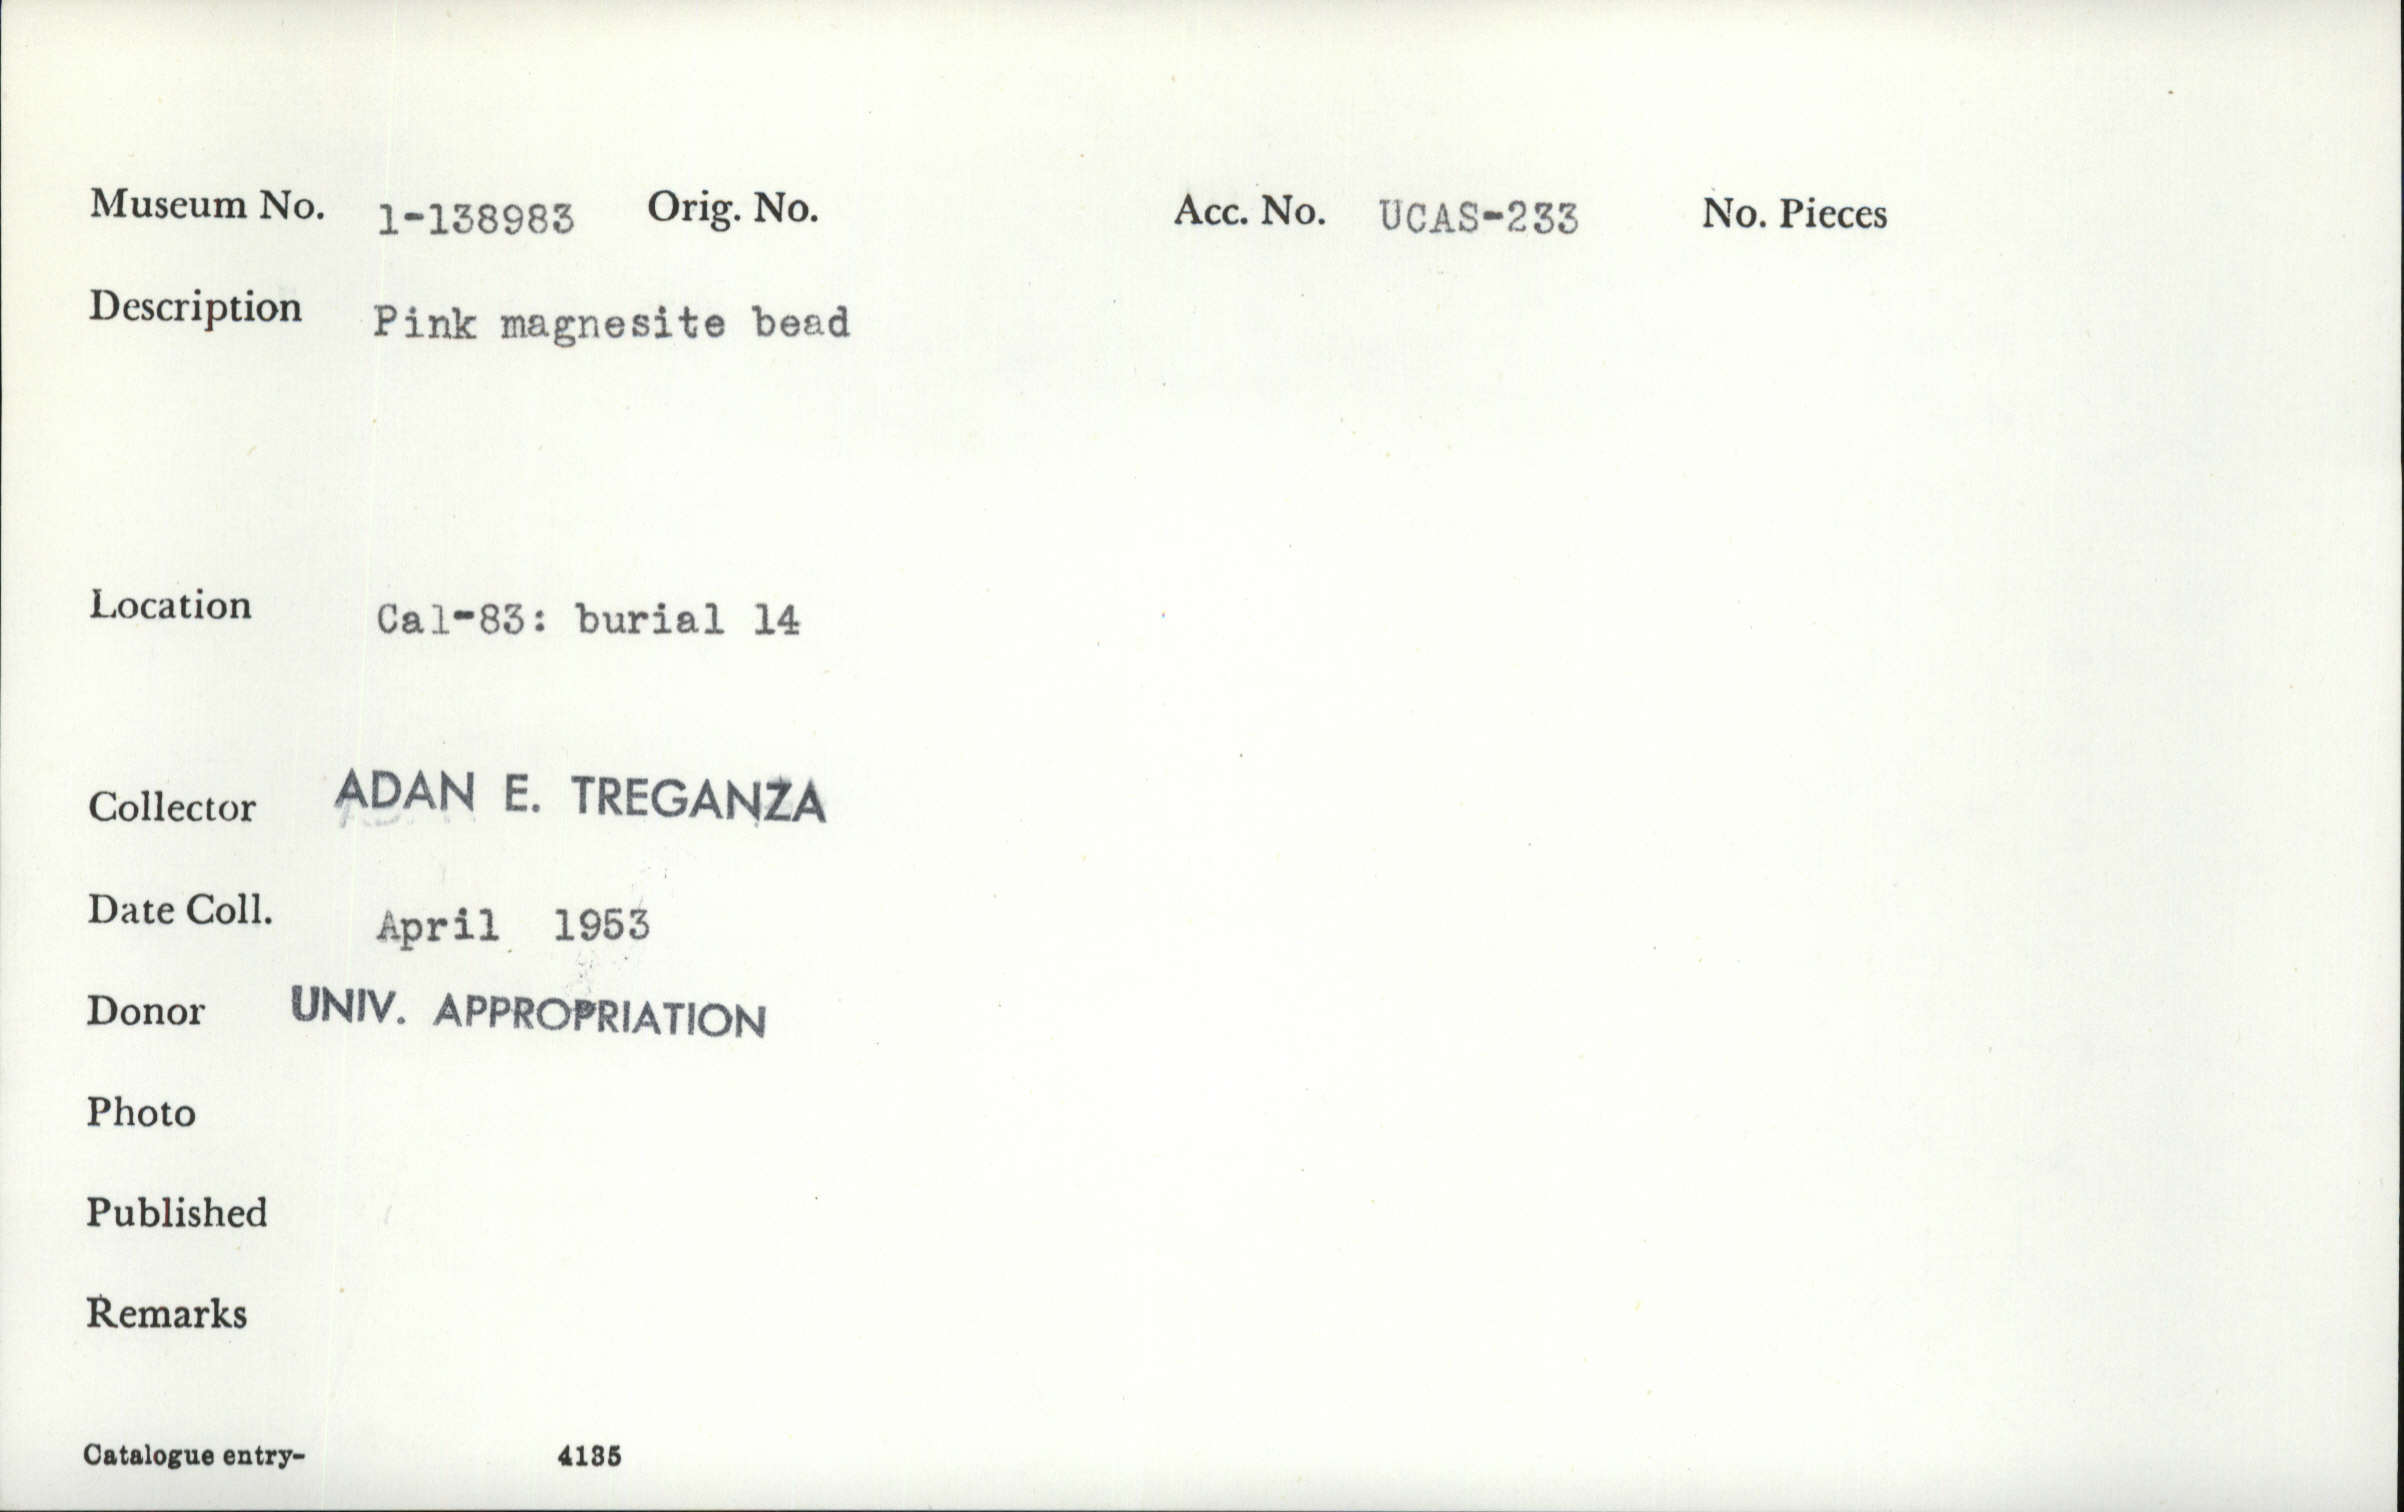 Museum No. 1-138983 Orig. No. Acc. No. UCAS-233 No. Pieces
Description Pink magnesite bead
Location Cal-83: burial 14
Collector ADAN E. TREGANZA
Date Coll. April 1953
Donor UNIV. APPROPRIATION
Photo
Published
Remarks
Catalogue entry- 4185